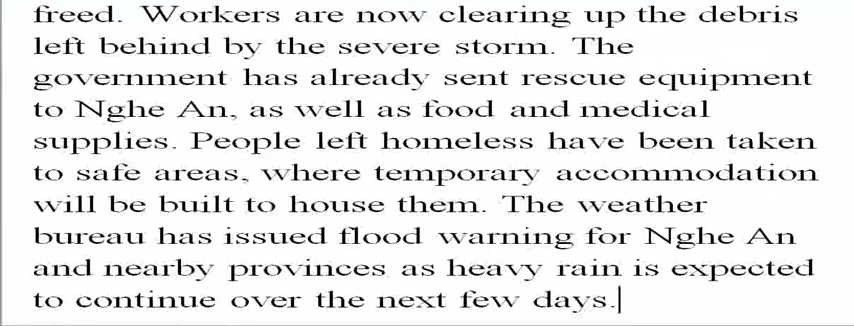 freed. Workers are now clearing up the debris
left behind by the severe storm. The
government has already sent rescue equipment
to Nghe An, as well as food and medical
supplies. People left homeless have been taken
to safe areas, where temporary accommodation
will be built to house them. The weather
bureau has issued flood warning for Nghe An
and nearby provinces as heavy rain is expected
to continue over the next few days.